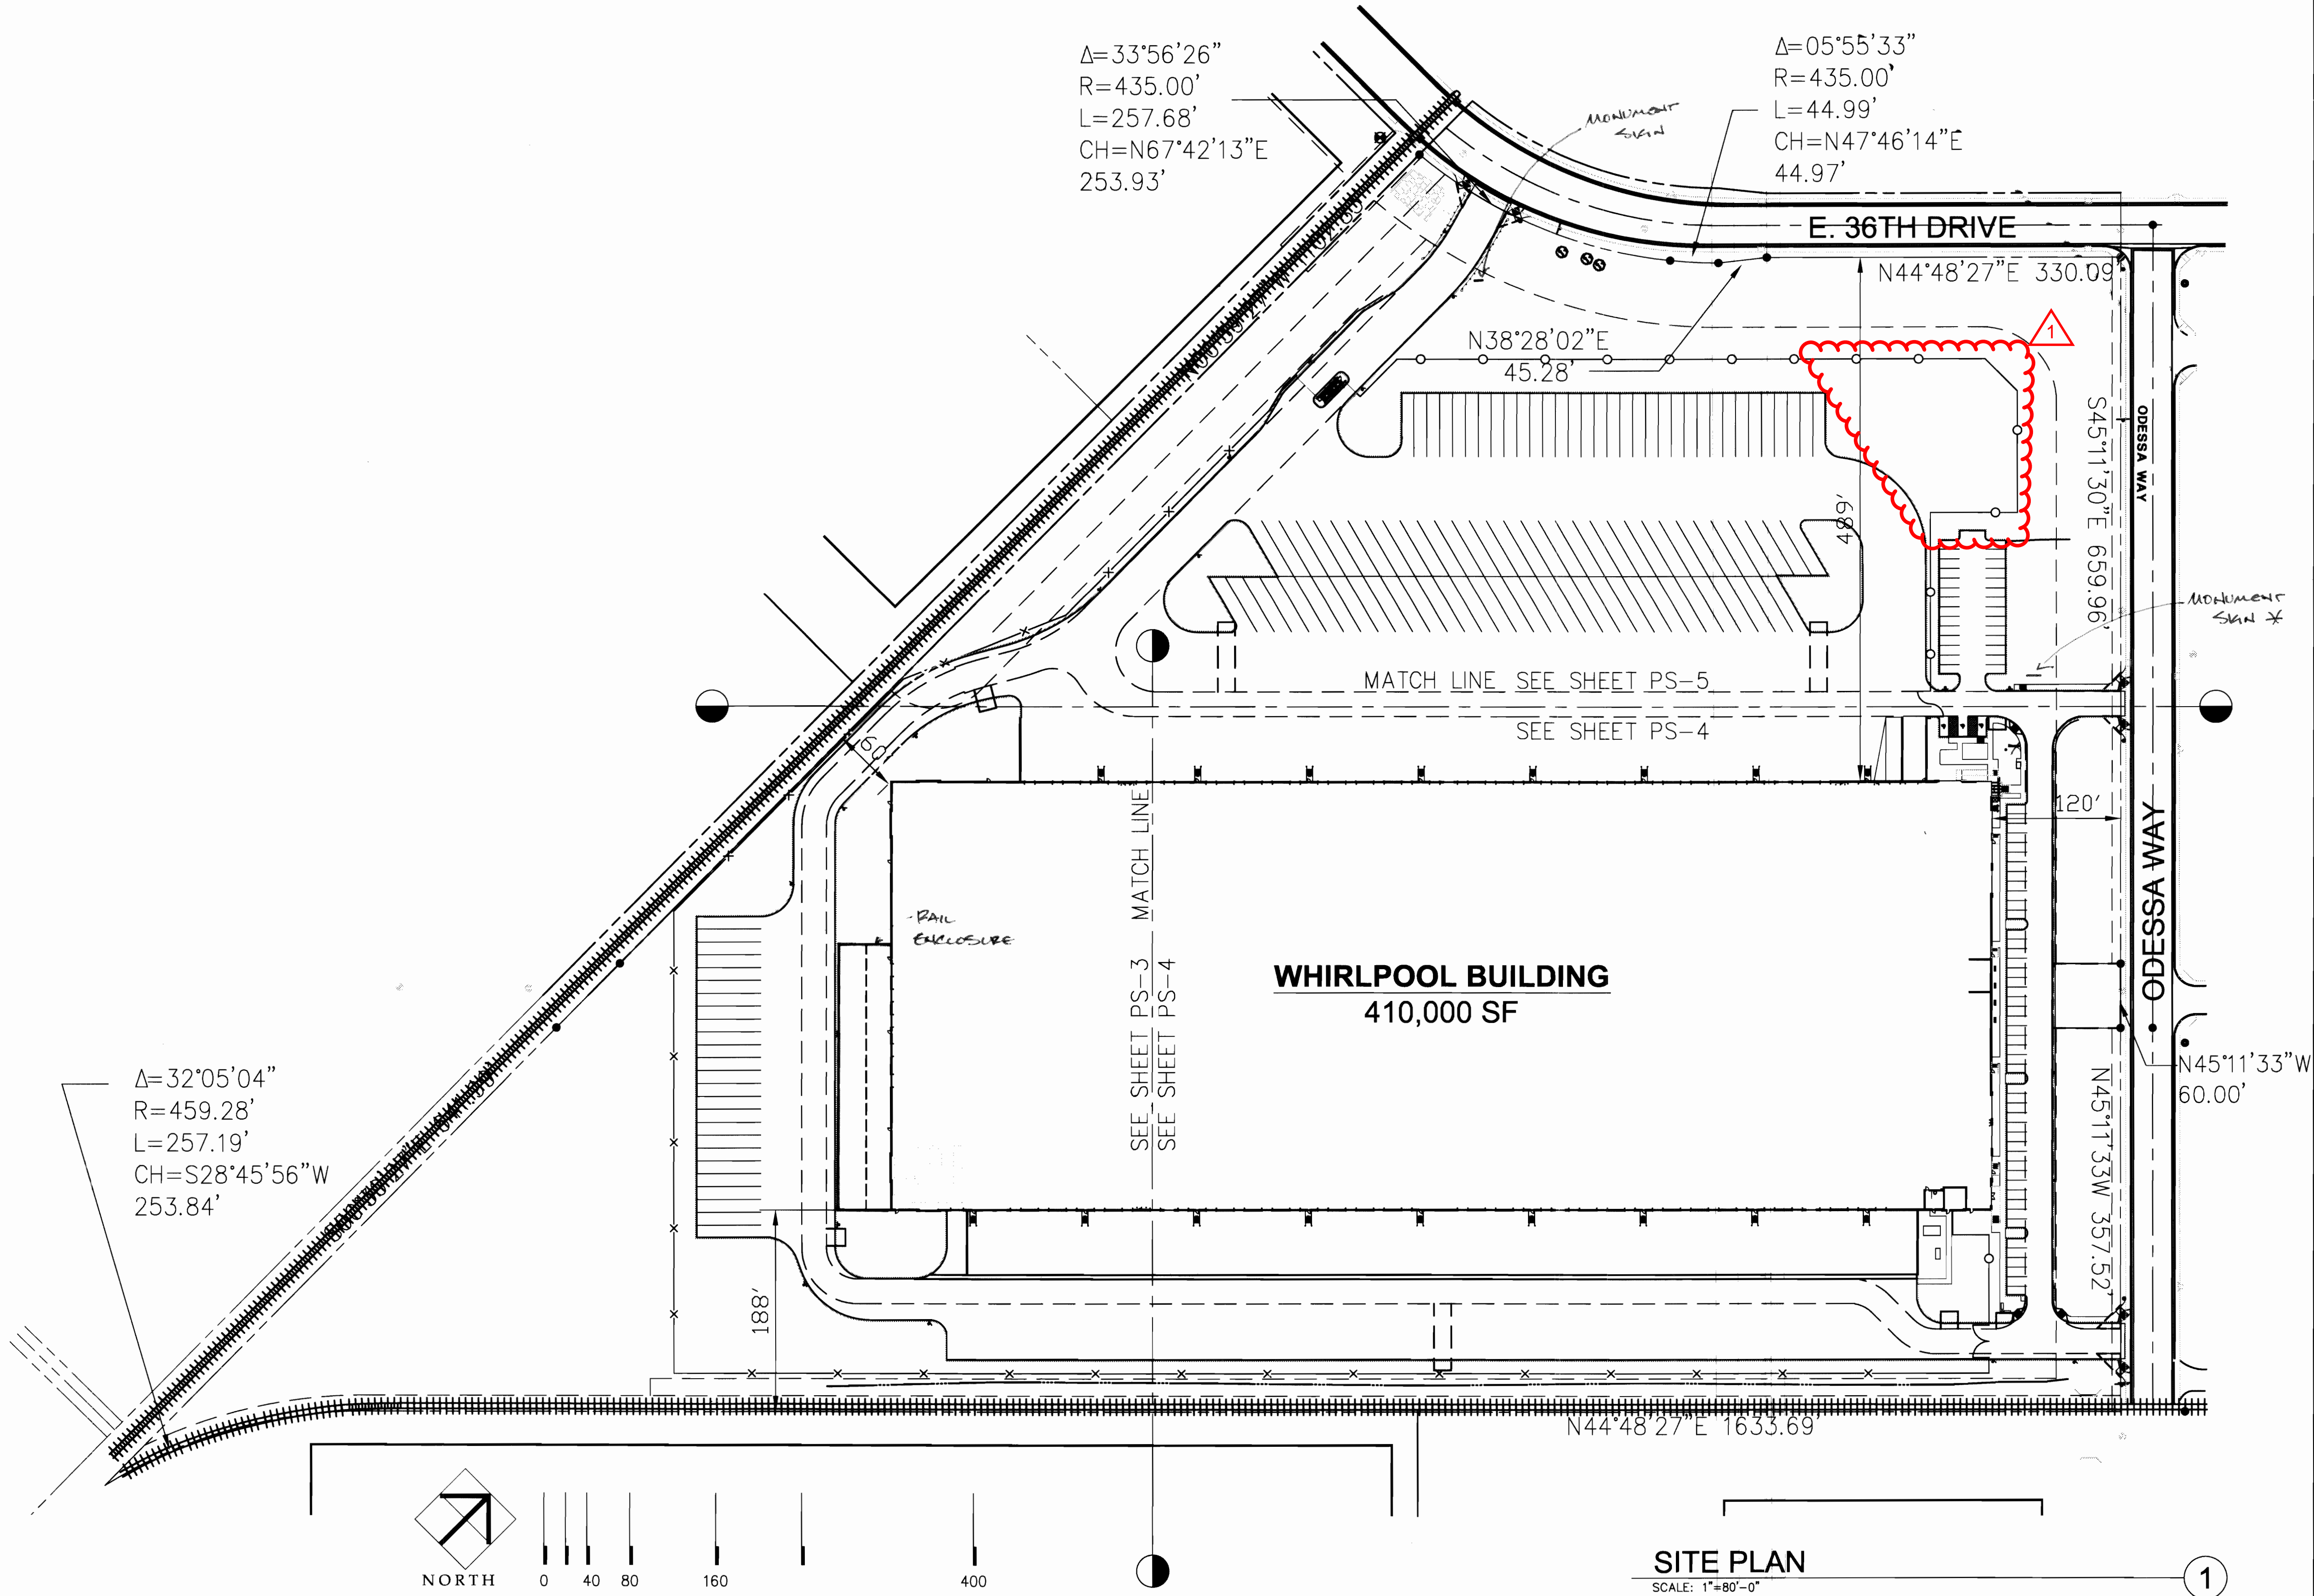 Δ=33°56'26"
R=435.00'
L=257.68'
CH=N67°42'13"E
253.93'
MONUMENT
SIGN
Δ=05°55'33"
R=435.00'
L=44.99'
CH=N47°46'14"E
44.97'
E. 36TH DRIVE
N44°48'27"E 330.09'
1
N38°28'02"E
45.28'
489'
S45°11'30"E 659.96'
ODESSA WAY
MONUMENT
SIGN *
MATCH LINE SEE SHEET PS-5
SEE SHEET PS-4
60'
120'
MATCH LINE
SEE SHEET PS-3
SEE SHEET PS-4
RAIL
ENCLOSURE
WHIRLPOOL BUILDING
410,000 SF
ODESSA WAY
N45°11'33"W
60.00'
N45°11'33W 357.52'
Δ=32°05'04"
R=459.28'
L=257.19'
CH=S28°45'56"W
253.84'
188'
N44°48'27"E 1633.69'
NORTH
0 40 80 160 400
SITE PLAN
SCALE: 1"=80'-0"
1